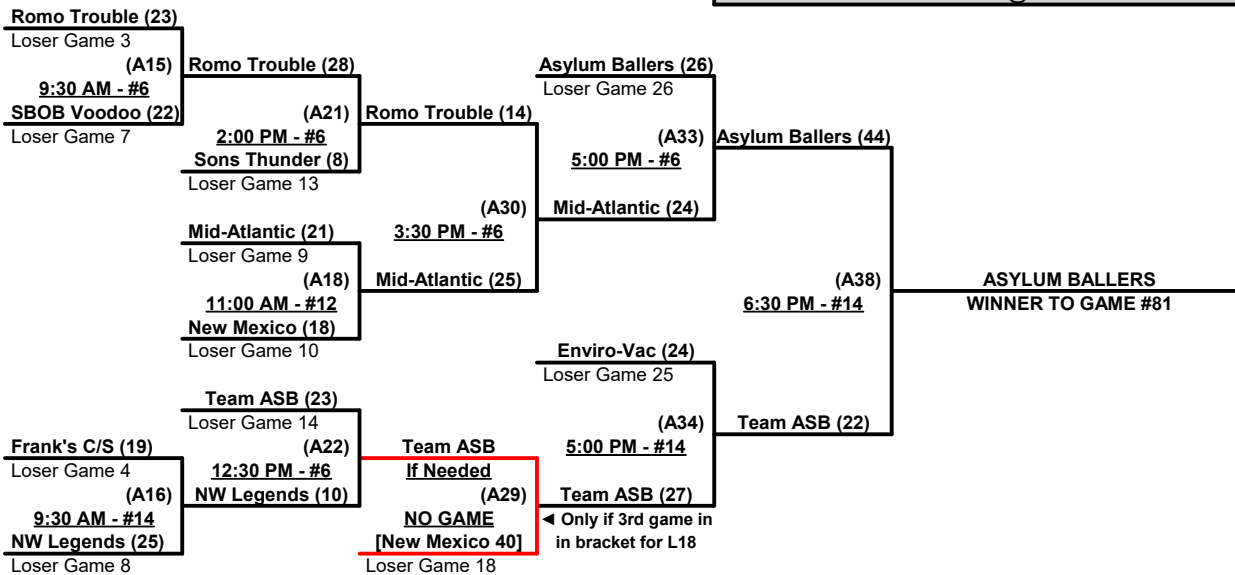 Romo Trouble (23)
Loser Game 3
(A15)
9:30 AM - #6
SBOB Voodoo (22)
Loser Game 7
Romo Trouble (28)
(A21)
2:00 PM - #6
Sons Thunder (8)
Loser Game 13
Romo Trouble (14)
(A30)
3:30 PM - #6
Mid-Atlantic (21)
Loser Game 9
(A18)
11:00 AM - #12
New Mexico (18)
Loser Game 10
Mid-Atlantic (25)
Asylum Ballers (26)
Loser Game 26
(A33)
5:00 PM - #6
Mid-Atlantic (24)
Asylum Ballers (44)
(A38)
6:30 PM - #14
ASYLUM BALLERS
WINNER TO GAME #81
Enviro-Vac (24)
Loser Game 25
(A34)
5:00 PM - #14
Team ASB (22)
Team ASB (23)
Loser Game 14
(A22)
12:30 PM - #6
NW Legends (10)
Frank's C/S (19)
Loser Game 4
(A16)
9:30 AM - #14
NW Legends (25)
Loser Game 8
Team ASB
If Needed
(A29)
NO GAME
[New Mexico 40]
Loser Game 18
Team ASB (27)
◄ Only if 3rd game in
in bracket for L18